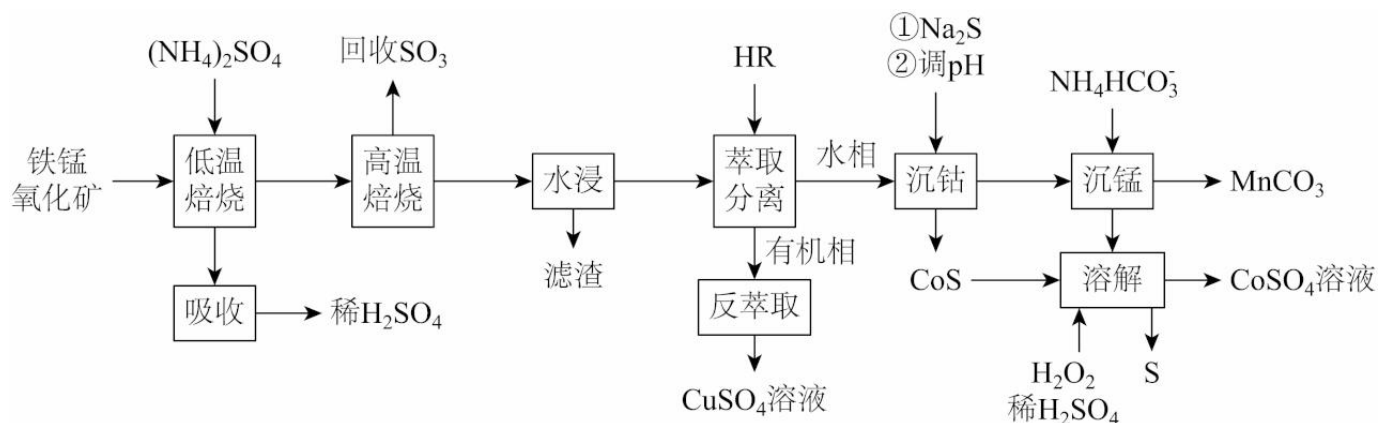 (NH₄)₂SO₄
回收SO₃
HR
①Na₂S
②调pH
NH₄HCO₃⁻
铁锰
氧化矿
低温
焙烧
高温
焙烧
水浸
萃取
分离
水相
沉钴
沉锰
MnCO₃
滤渣
有机相
吸收
稀H₂SO₄
反萃取
CoS
溶解
CoSO₄溶液
CuSO₄溶液
H₂O₂
稀H₂SO₄
S